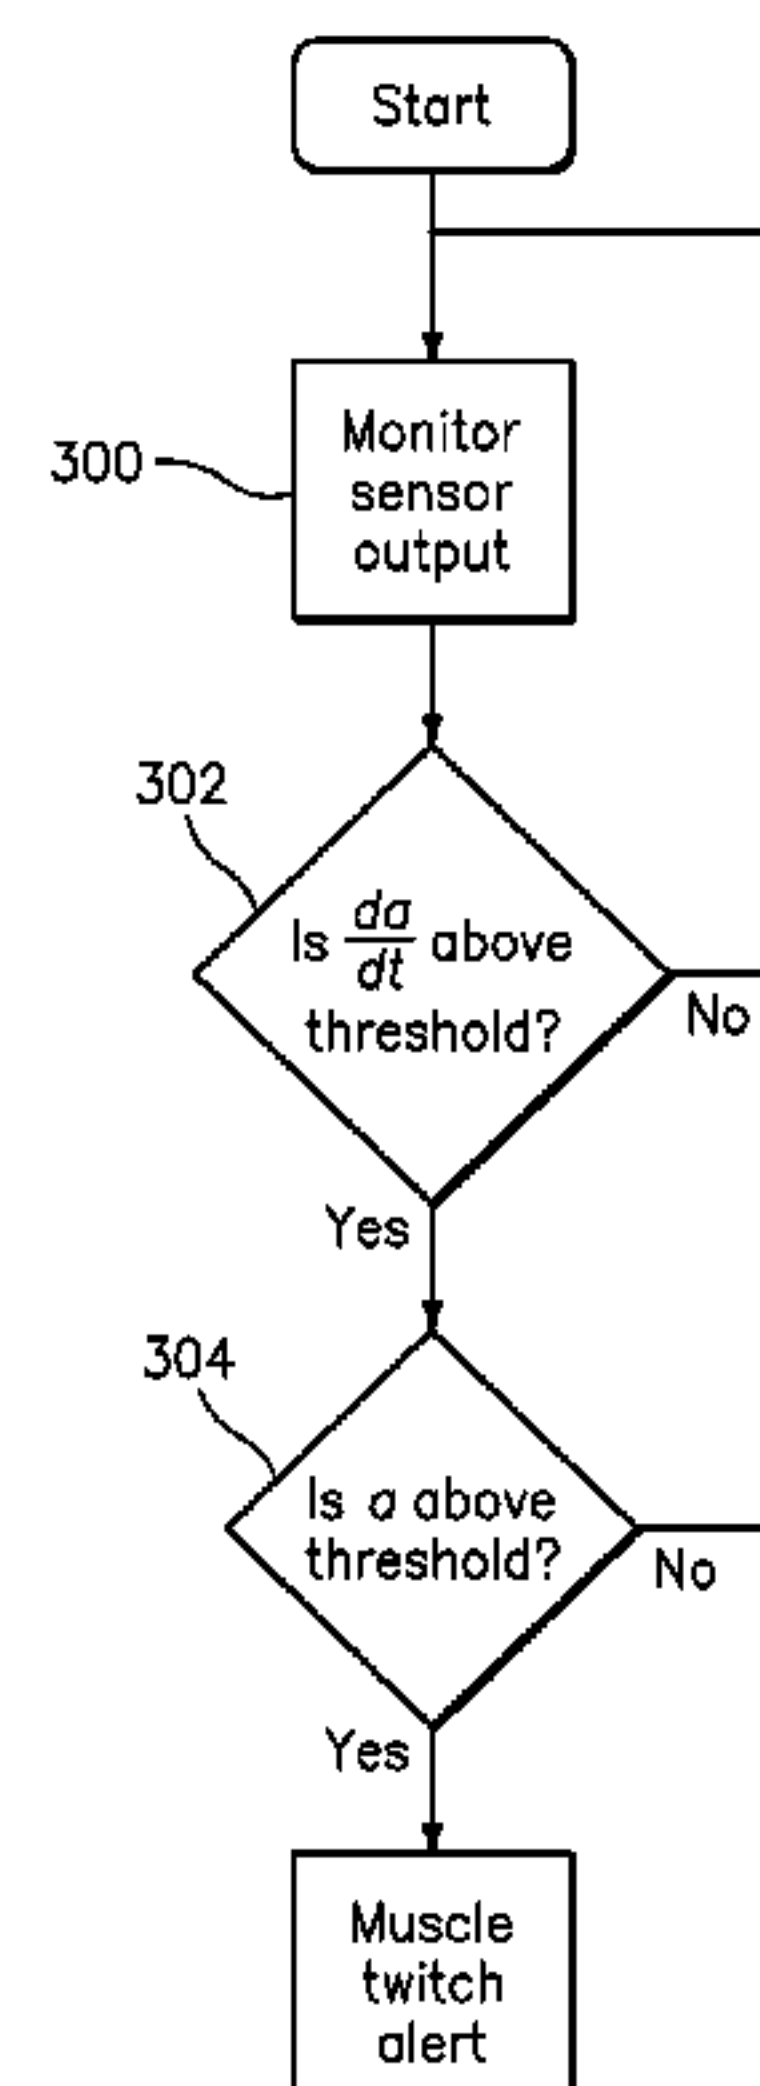 Start
300
Monitor
sensor
output
302
Is da/dt above
threshold?
No
Yes
304
Is a above
threshold?
No
Yes
Muscle
twitch
alert